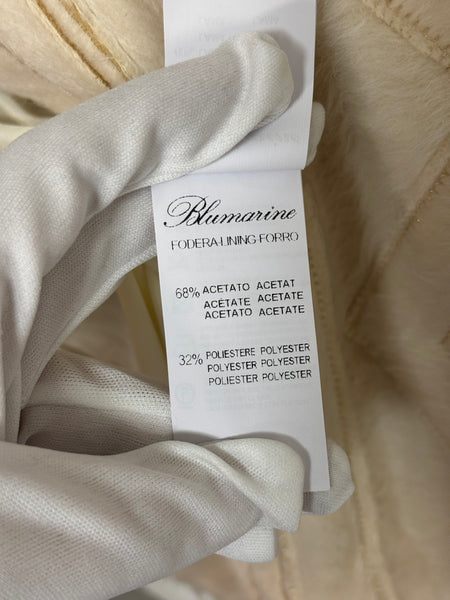 Blumarine
FODERA-LINING-FORRO
68% ACETATO ACETAT
ACÉTATE ACETATE
ACETATO ACETATE
32% POLIESTERE POLYESTER
POLYESTER POLYESTER
POLIESTER POLYESTER